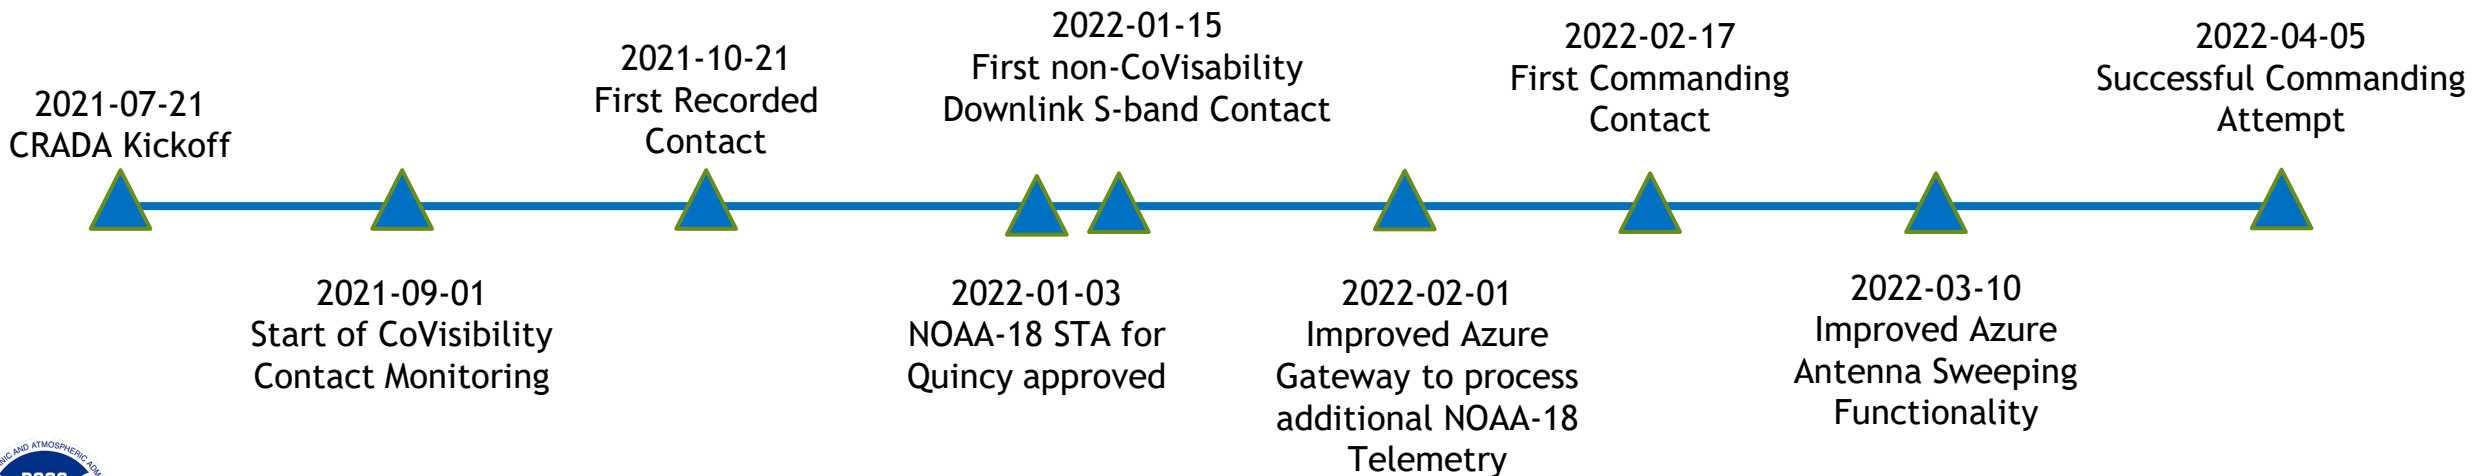 2021-07-21
CRADA Kickoff
2021-09-01
Start of CoVisibility
Contact Monitoring
2021-10-21
First Recorded
Contact
2022-01-03
NOAA-18 STA for
Quincy approved
2022-01-15
First non-CoVisability
Downlink S-band Contact
2022-02-01
Improved Azure
Gateway to process
additional NOAA-18
Telemetry
2022-02-17
First Commanding
Contact
2022-03-10
Improved Azure
Antenna Sweeping
Functionality
2022-04-05
Successful Commanding
Attempt
AND ATMOSPHERIC